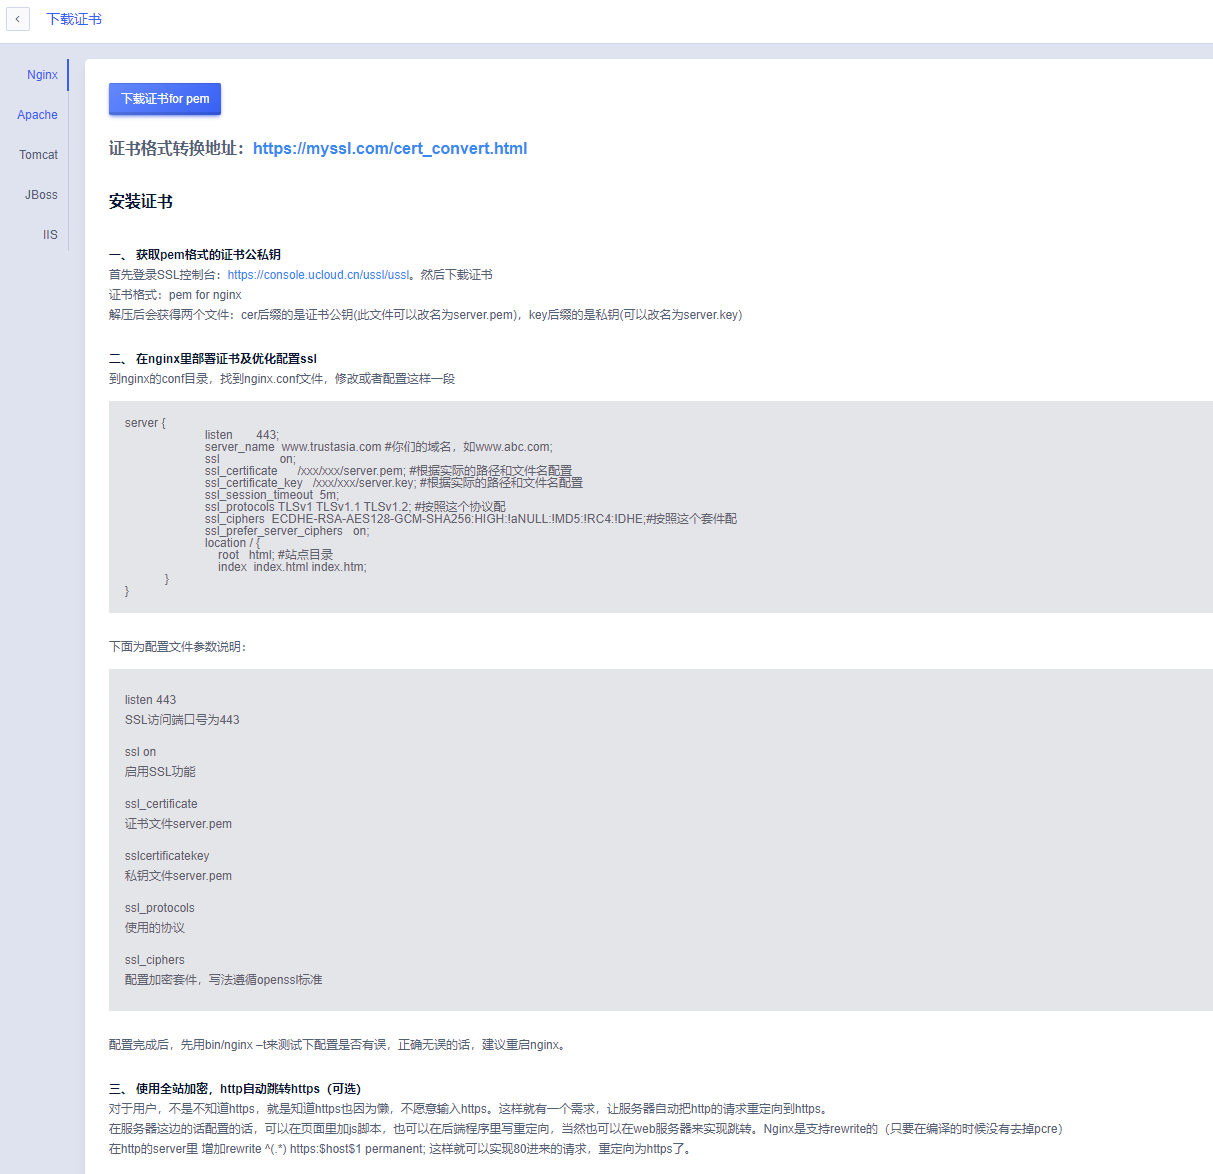 下载证书
Nginx
Apache
Tomcat
JBoss
IIS
下载证书for pem
证书格式转换地址：https://myssl.com/cert_convert.html
安装证书
一、 获取pem格式的证书公私钥
首先登录SSL控制台：https://console.ucloud.cn/ussl/ussl。然后下载证书
证书格式：pem for nginx
解压后会获得两个文件：cer后缀的是证书公钥(此文件可以改名为server.pem)，key后缀的是私钥(可以改名为server.key)
二、 在nginx里部署证书及优化配置ssl
到nginx的conf目录，找到nginx.conf文件，修改或者配置这样一段
server {
listen 443;
server_name www.trustasia.com #你们的域名，如www.abc.com;
ssl on;
ssl_certificate /xxx/xxx/server.pem; #根据实际的路径和文件名配置
ssl_certificate_key /xxx/xxx/server.key; #根据实际的路径和文件名配置
ssl_session_timeout 5m;
ssl_protocols TLSv1 TLSv1.1 TLSv1.2; #按照这个协议配
ssl_ciphers ECDHE-RSA-AES128-GCM-SHA256:HIGH:!aNULL:!MD5:!RC4:!DHE;#按照这个套件配
ssl_prefer_server_ciphers on;
location / {
root html; #站点目录
index index.html index.htm;
}
}
下面为配置文件参数说明：
listen 443
SSL访问端口号为443
ssl on
启用SSL功能
ssl_certificate
证书文件server.pem
sslcertificatekey
私钥文件server.pem
ssl_protocols
使用的协议
ssl_ciphers
配置加密套件，写法遵循openssl标准
配置完成后，先用bin/nginx –t来测试下配置是否有误，正确无误的话，建议重启nginx。
三、 使用全站加密，http自动跳转https（可选）
对于用户，不是不知道https，就是知道https也因为懒，不愿意输入https。这样就有一个需求，让服务器自动把http的请求重定向到https。
在服务器这边的话配置的话，可以在页面里加js脚本，也可以在后端程序里写重定向，当然也可以在web服务器来实现跳转。Nginx是支持rewrite的（只要在编译的时候没有去掉pcre）
在http的server里 增加rewrite ^(.*) https:$host$1 permanent; 这样就可以实现80进来的请求，重定向为https了。